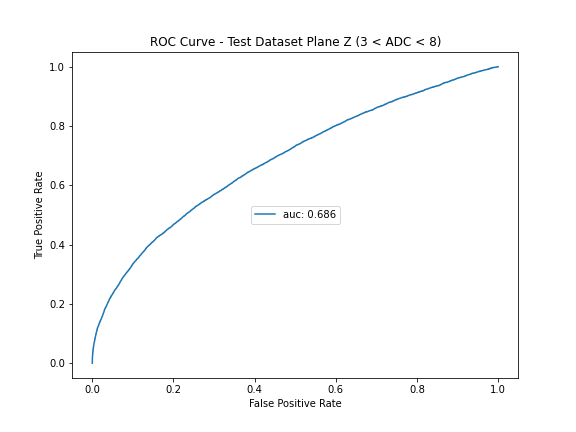 ROC Curve - Test Dataset Plane Z (3 < ADC < 8)
1.0
0.8
0.6
0.4
0.2
0.0
True Positive Rate
auc: 0.686
0.0 0.2 0.4 0.6 0.8 1.0
False Positive Rate